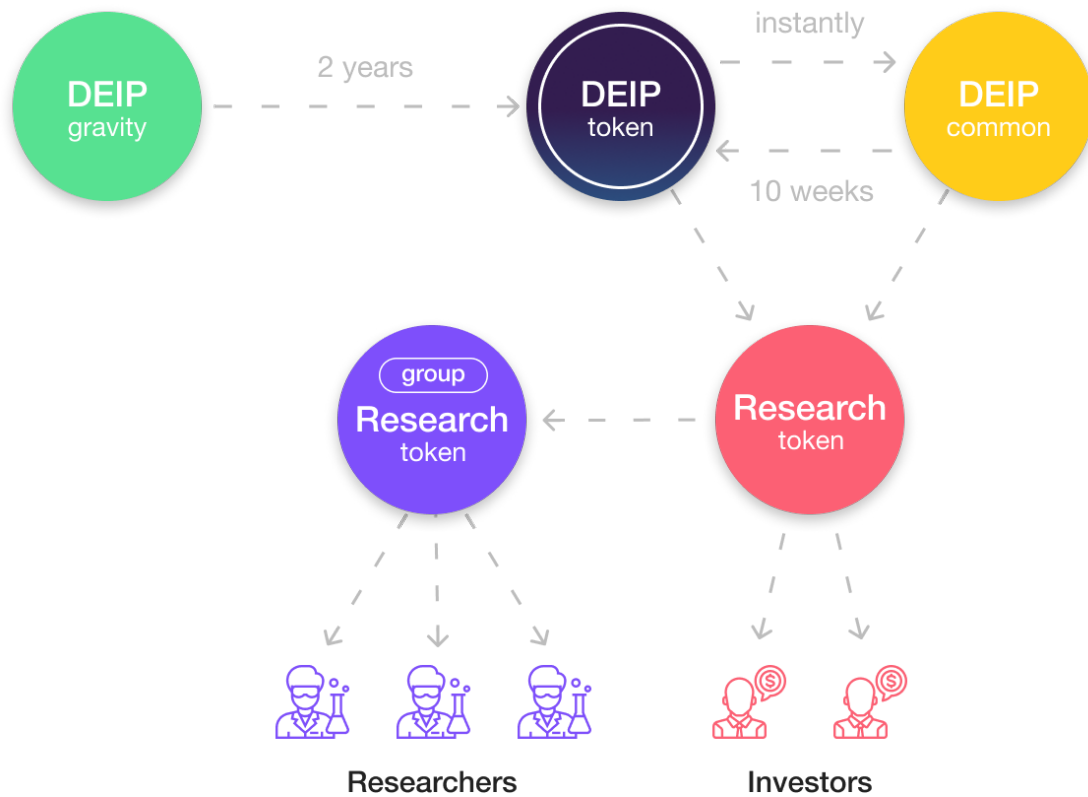 DEIP
gravity
2 years
DEIP
token
instantly
10 weeks
DEIP
common
group
Research
token
Research
token
$
$
Researchers
Investors